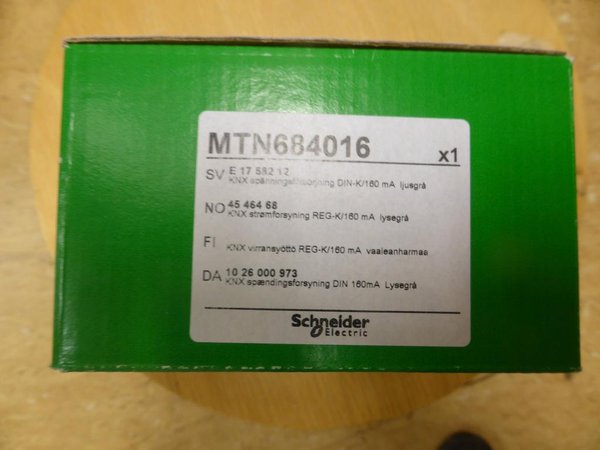 MTN684016 x1
SV E 17 582 12
KNX spänningsförsörjning DIN-K/160 mA ljusgrå
NO 45 464 68
KNX strømforsyning REG-K/160 mA lysegrå
FI KNX virransyöttö REG-K/160 mA vaaleanharmaa
DA 10 26 000 973
KNX spændingsforsyning DIN 160mA Lysegrå
Schneider
Electric